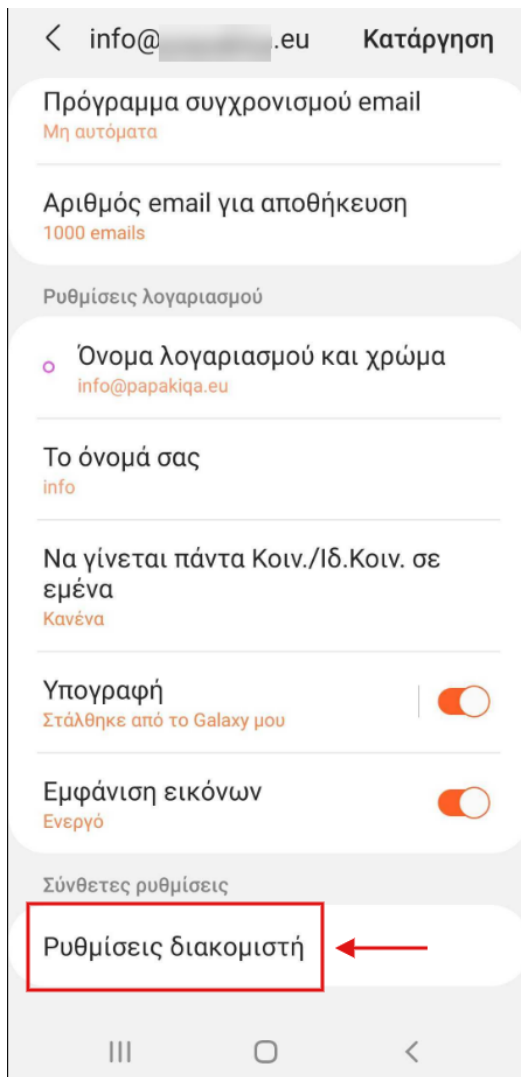 info@ .eu Κατάργηση
Πρόγραμμα συγχρονισμού email
Μη αυτόματα
Αριθμός email για αποθήκευση
1000 emails
Ρυθμίσεις λογαριασμού
Όνομα λογαριασμού και χρώμα
info@papakiqa.eu
Το όνομά σας
info
Να γίνεται πάντα Κοιν./Ιδ.Κοιν. σε
εμένα
Κανένα
Υπογραφή
Στάλθηκε από το Galaxy μου
Εμφάνιση εικόνων
Ενεργό
Σύνθετες ρυθμίσεις
Ρυθμίσεις διακομιστή